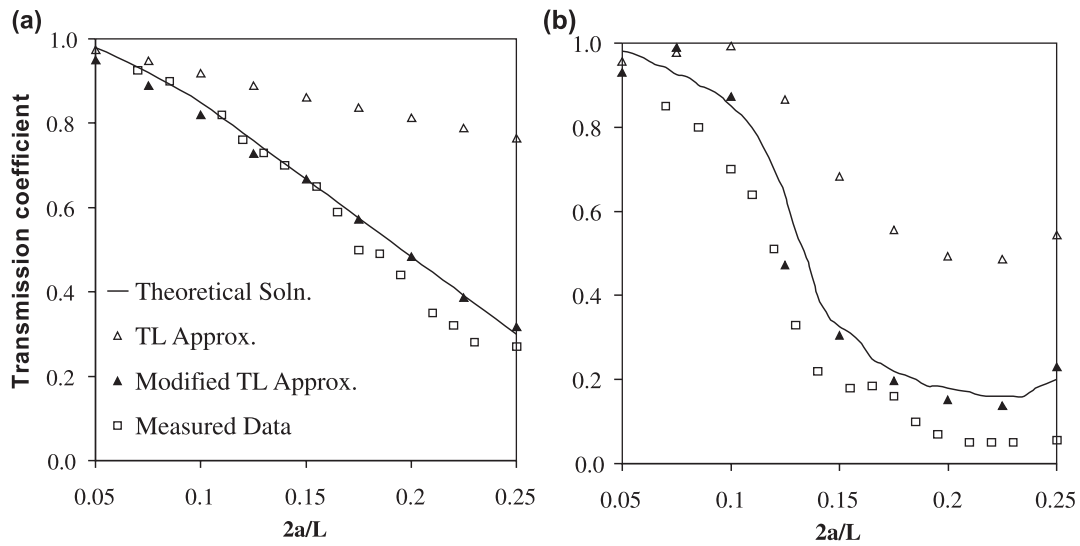 (a)
Transmission coefficient
1.0
0.8
0.6
0.4
0.2
0.0
Theoretical Soln.
TL Approx.
Modified TL Approx.
Measured Data
0.05 0.1 0.15 0.2 0.25
2a/L
(b)
1.0
0.8
0.6
0.4
0.2
0.0
0.05 0.1 0.15 0.2 0.25
2a/L